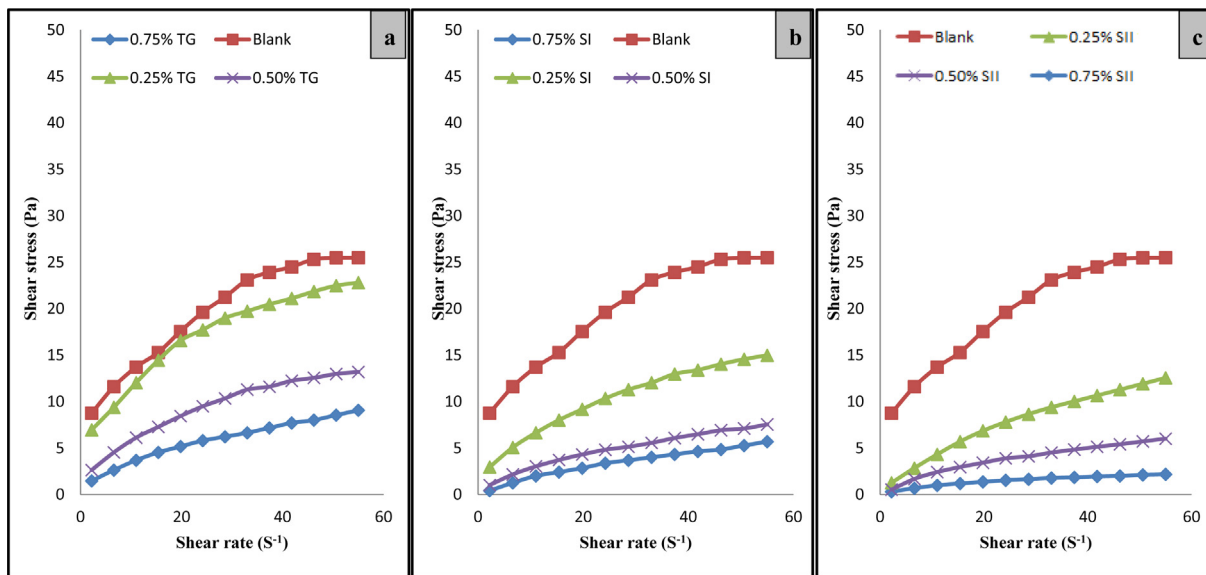 a
0.75% TG Blank
0.25% TG 0.50% TG
50
45
40
35
30
25
20
15
10
5
0
0 20 40 60
Shear stress (Pa)
Shear rate (S-1)
b
0.75% SI Blank
0.25% SI 0.50% SI
50
45
40
35
30
25
20
15
10
5
0
0 20 40 60
Shear stress (Pa)
Shear rate (S-1)
c
Blank 0.25% SII
0.50% SII 0.75% SII
50
45
40
35
30
25
20
15
10
5
0
0 20 40 60
Shear stress (Pa)
Shear rate (S-1)